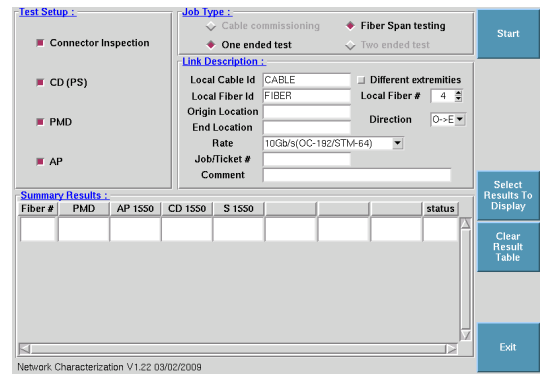 Test Setup :
Connector Inspection
CD (PS)
PMD
AP
Job Type :
Cable commissioning
Fiber Span testing
One ended test
Two ended test
Link Description :
Local Cable Id CABLE Different extremities
Local Fiber Id FIBER Local Fiber # 4
Origin Location
End Location
Direction O->E
Rate 10Gb/s(OC-192/STM-64)
Job/Ticket #
Comment
Summary Results :
Fiber # PMD AP 1550 CD 1550 S 1550 status
Network Characterization V1.22 03/02/2009
Start
Select
Results To
Display
Clear
Result
Table
Exit